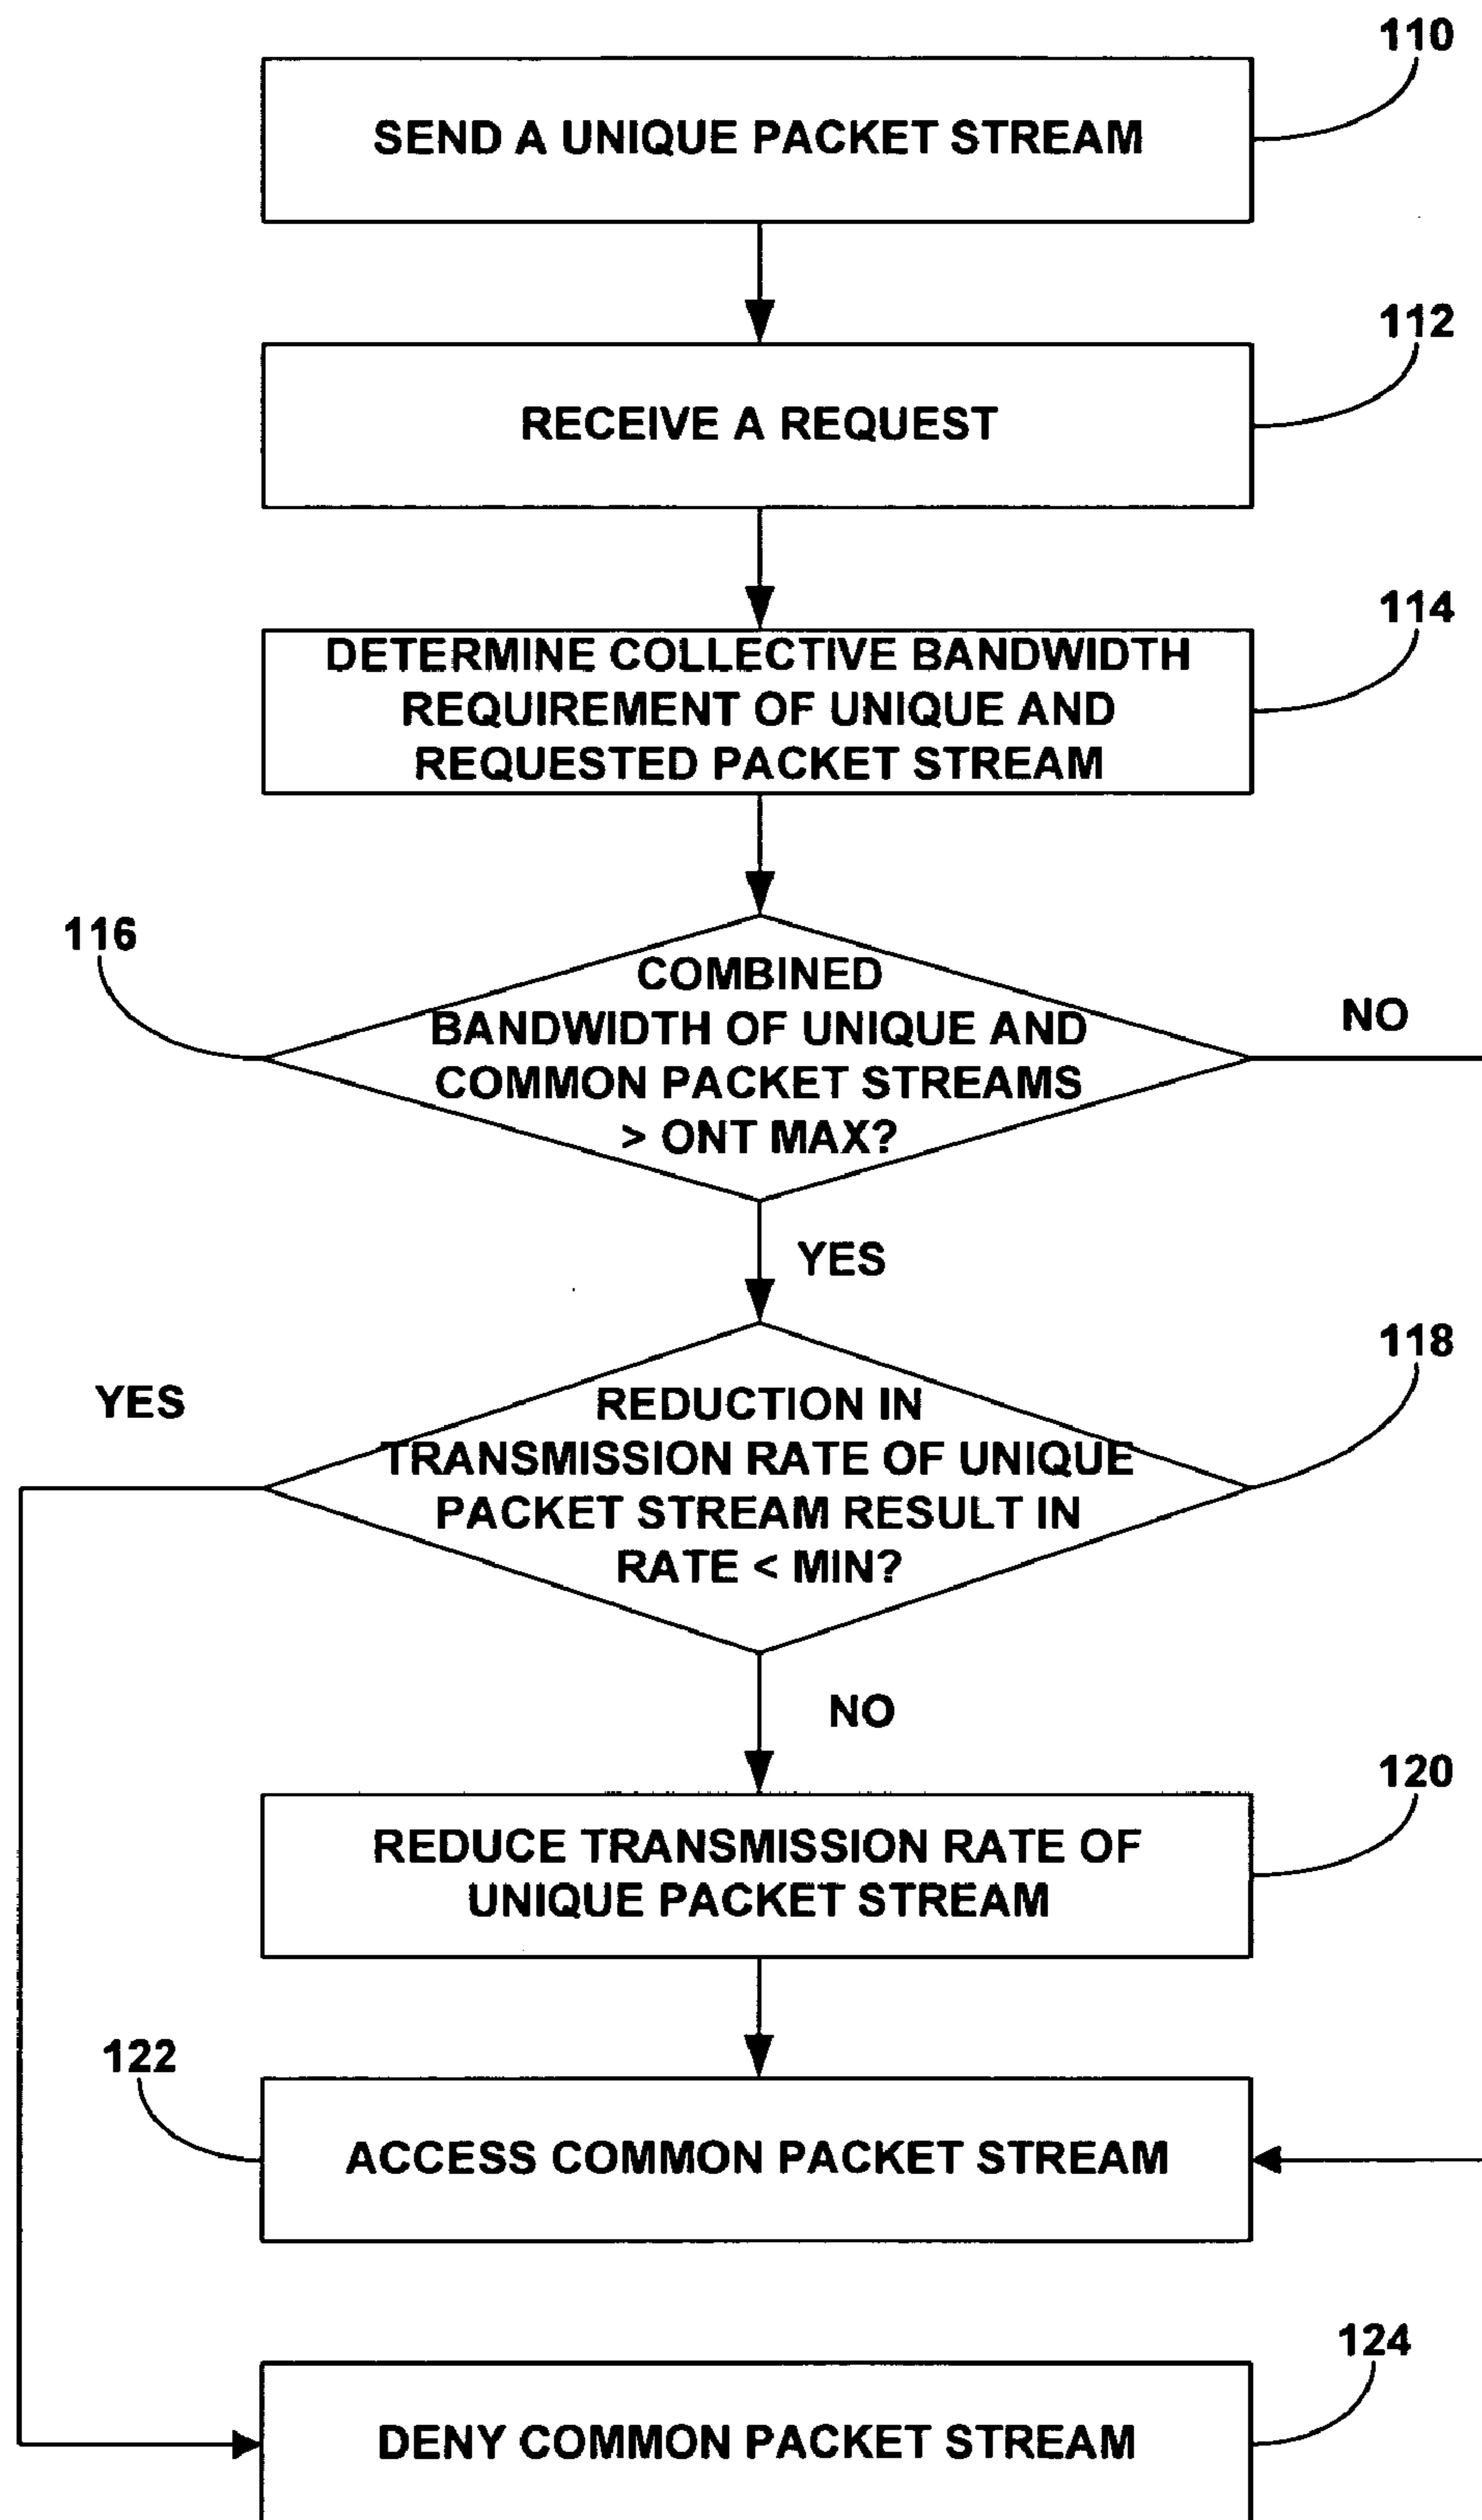 110
SEND A UNIQUE PACKET STREAM
112
RECEIVE A REQUEST
114
DETERMINE COLLECTIVE BANDWIDTH
REQUIREMENT OF UNIQUE AND
REQUESTED PACKET STREAM
116
COMBINED
BANDWIDTH OF UNIQUE AND
COMMON PACKET STREAMS
> ONT MAX?
NO
YES
118
YES
REDUCTION IN
TRANSMISSION RATE OF UNIQUE
PACKET STREAM RESULT IN
RATE < MIN?
NO
120
REDUCE TRANSMISSION RATE OF
UNIQUE PACKET STREAM
122
ACCESS COMMON PACKET STREAM
124
DENY COMMON PACKET STREAM